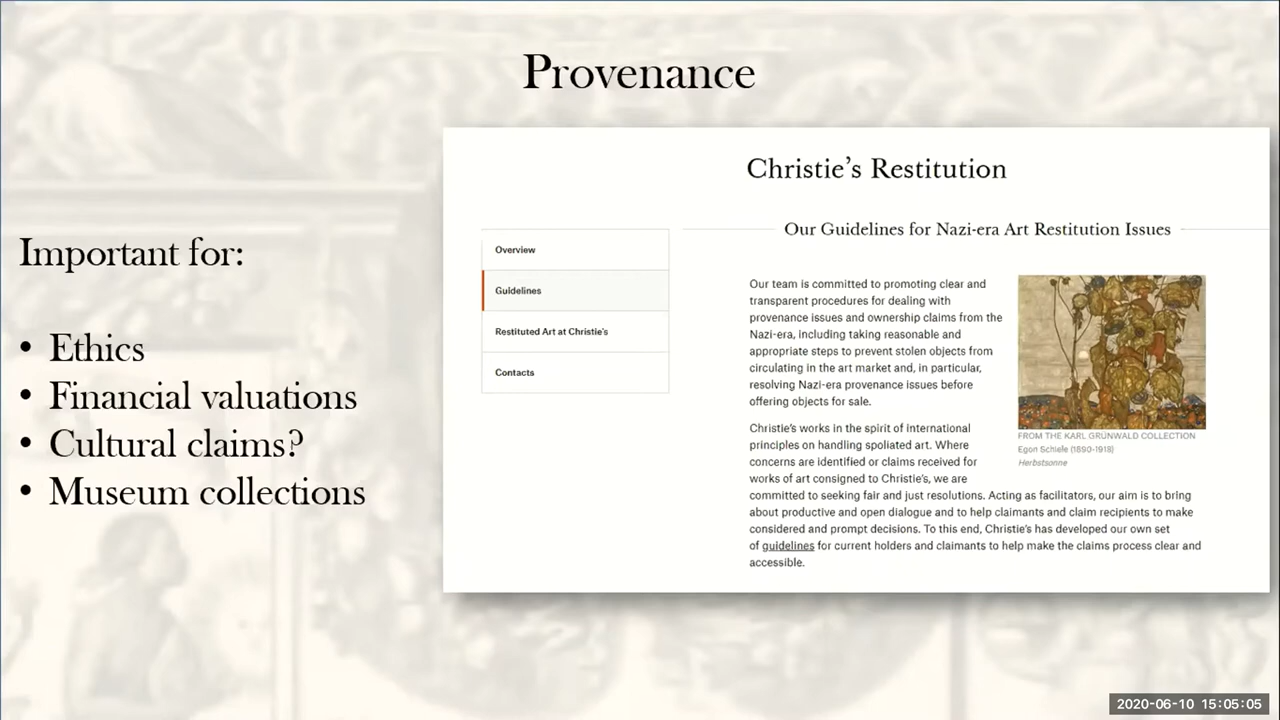 Provenance
Important for:
• Ethics
• Financial valuations
• Cultural claims?
• Museum collections
Christie's Restitution
Our Guidelines for Nazi-era Art Restitution Issues
Overview
Guidelines
Restituted Art at Christie's
Contacts
Our team is committed to promoting clear and
transparent procedures for dealing with
provenance issues and ownership claims from the
Nazi-era, including taking reasonable and
appropriate steps to prevent stolen objects from
circulating in the art market and, in particular,
resolving Nazi-era provenance issues before
offering objects for sale.
Christie's works in the spirit of international
principles on handling spoliated art. Where
concerns are identified or claims received for
works of art consigned to Christie's, we are
committed to seeking fair and just resolutions. Acting as facilitators, our aim is to bring
about productive and open dialogue and to help claimants and claim recipients to make
considered and prompt decisions. To this end, Christie's has developed our own set
of guidelines for current holders and claimants to help make the claims process clear and
accessible.
FROM THE KARL GRÜNWALD COLLECTION
Egon Schiele (1890-1918)
Herbstsonne
2020-06-10 15:05:05